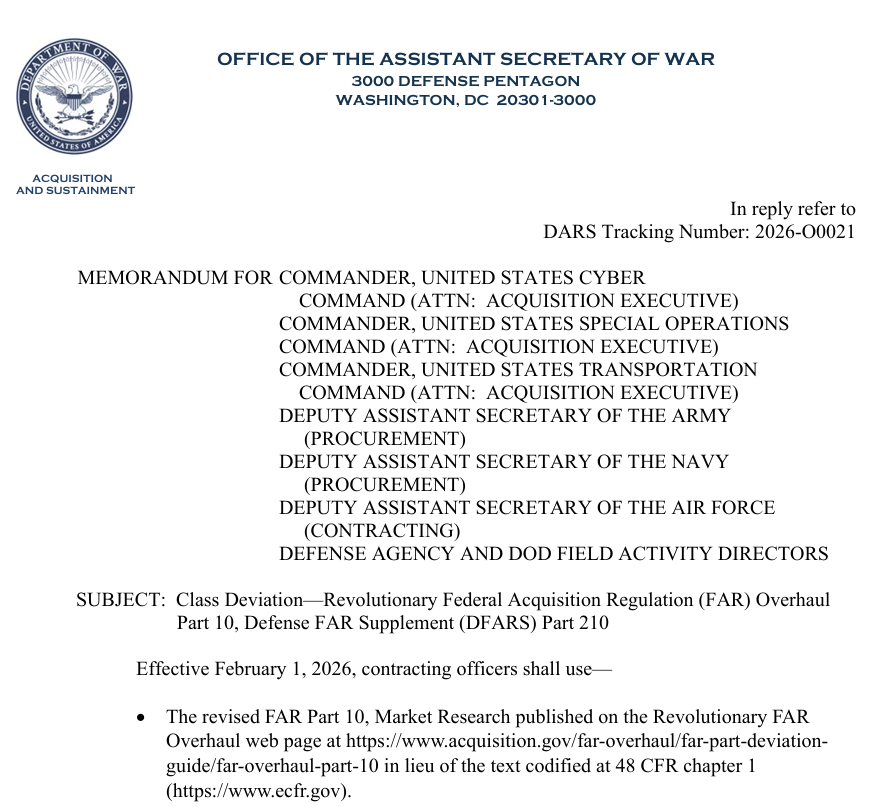 DEPARTMENT OF WAR
UNITED STATES OF AMERICA
ACQUISITION
AND SUSTAINMENT
OFFICE OF THE ASSISTANT SECRETARY OF WAR
3000 DEFENSE PENTAGON
WASHINGTON, DC 20301-3000
In reply refer to
DARS Tracking Number: 2026-O0021
MEMORANDUM FOR COMMANDER, UNITED STATES CYBER
COMMAND (ATTN: ACQUISITION EXECUTIVE)
COMMANDER, UNITED STATES SPECIAL OPERATIONS
COMMAND (ATTN: ACQUISITION EXECUTIVE)
COMMANDER, UNITED STATES TRANSPORTATION
COMMAND (ATTN: ACQUISITION EXECUTIVE)
DEPUTY ASSISTANT SECRETARY OF THE ARMY
(PROCUREMENT)
DEPUTY ASSISTANT SECRETARY OF THE NAVY
(PROCUREMENT)
DEPUTY ASSISTANT SECRETARY OF THE AIR FORCE
(CONTRACTING)
DEFENSE AGENCY AND DOD FIELD ACTIVITY DIRECTORS
SUBJECT: Class Deviation—Revolutionary Federal Acquisition Regulation (FAR) Overhaul
Part 10, Defense FAR Supplement (DFARS) Part 210
Effective February 1, 2026, contracting officers shall use—
• The revised FAR Part 10, Market Research published on the Revolutionary FAR
Overhaul web page at https://www.acquisition.gov/far-overhaul/far-part-deviation-
guide/far-overhaul-part-10 in lieu of the text codified at 48 CFR chapter 1
(https://www.ecfr.gov).